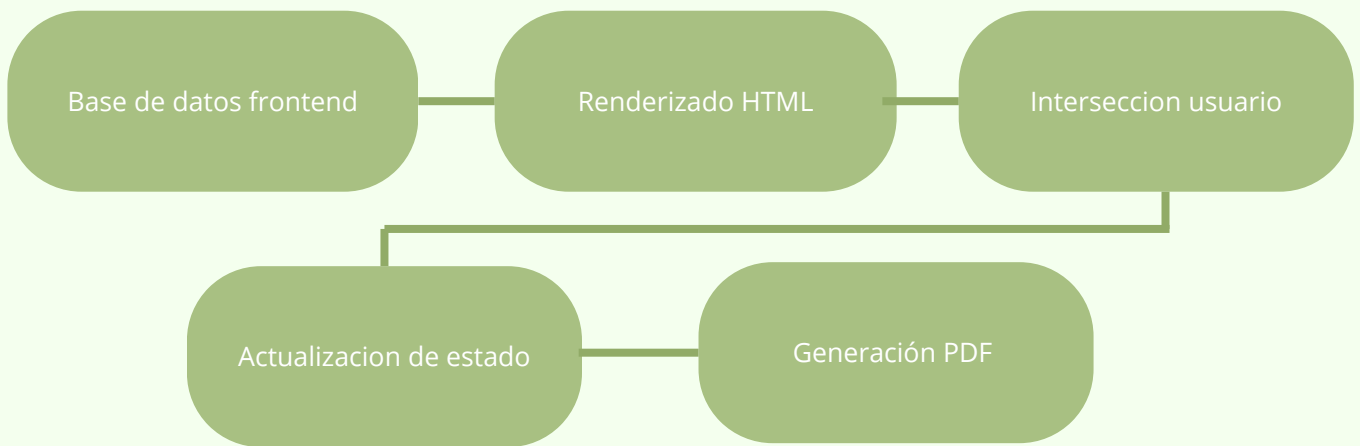 Base de datos frontend
Renderizado HTML
Interseccion usuario
Actualizacion de estado
Generación PDF